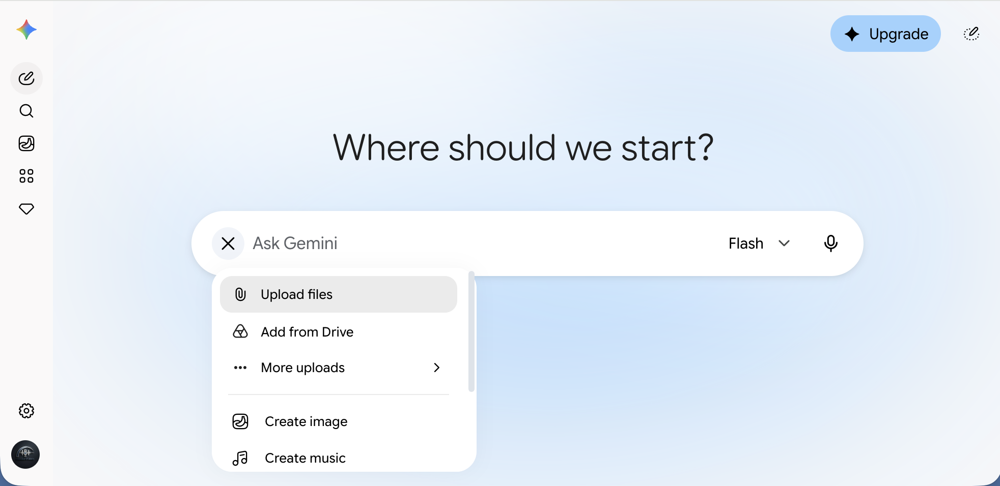 Upgrade
Where should we start?
Ask Gemini
Flash
Upload files
Add from Drive
More uploads
Create image
Create music